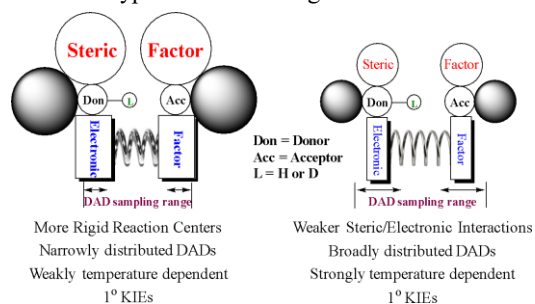 Steric
Factor
Don
L
Acc
Electronic
Factor
DAD sampling range
More Rigid Reaction Centers
Narrowly distributed DADs
Weakly temperature dependent
1° KIEs
Don = Donor
Acc = Acceptor
L = H or D
Steric
Factor
Don
L
Acc
Electronic
Factor
DAD sampling range
Weaker Steric/Electronic Interactions
Broadly distributed DADs
Strongly temperature dependent
1° KIEs